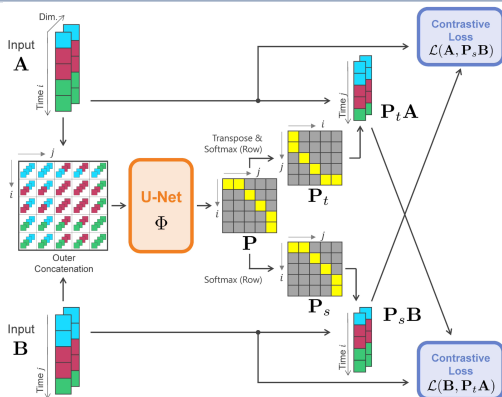 Dim.
Input
A
Time i
Contrastive
Loss
L(A, PₛB)
Time j
PₜA
j
i
Outer
Concatenation
U-Net
Φ
P
Transpose &
Softmax (Row)
i
j
Pₜ
Softmax (Row)
j
i
Pₛ
Input
B
Time j
Time i
PₛB
Contrastive
Loss
L(B, PₜA)